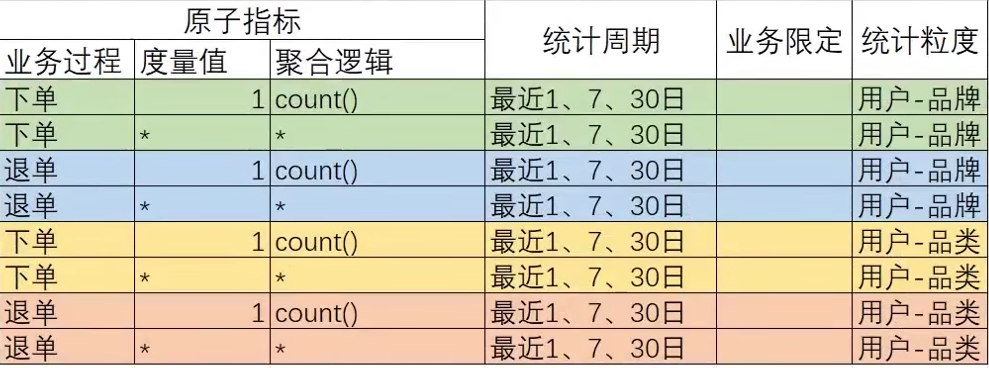 原子指标 统计周期 业务限定 统计粒度
业务过程 度量值 聚合逻辑
下单 1 count() 最近1、7、30日 用户-品牌
下单 * * 最近1、7、30日 用户-品牌
退单 1 count() 最近1、7、30日 用户-品牌
退单 * * 最近1、7、30日 用户-品牌
下单 1 count() 最近1、7、30日 用户-品类
下单 * * 最近1、7、30日 用户-品类
退单 1 count() 最近1、7、30日 用户-品类
退单 * * 最近1、7、30日 用户-品类